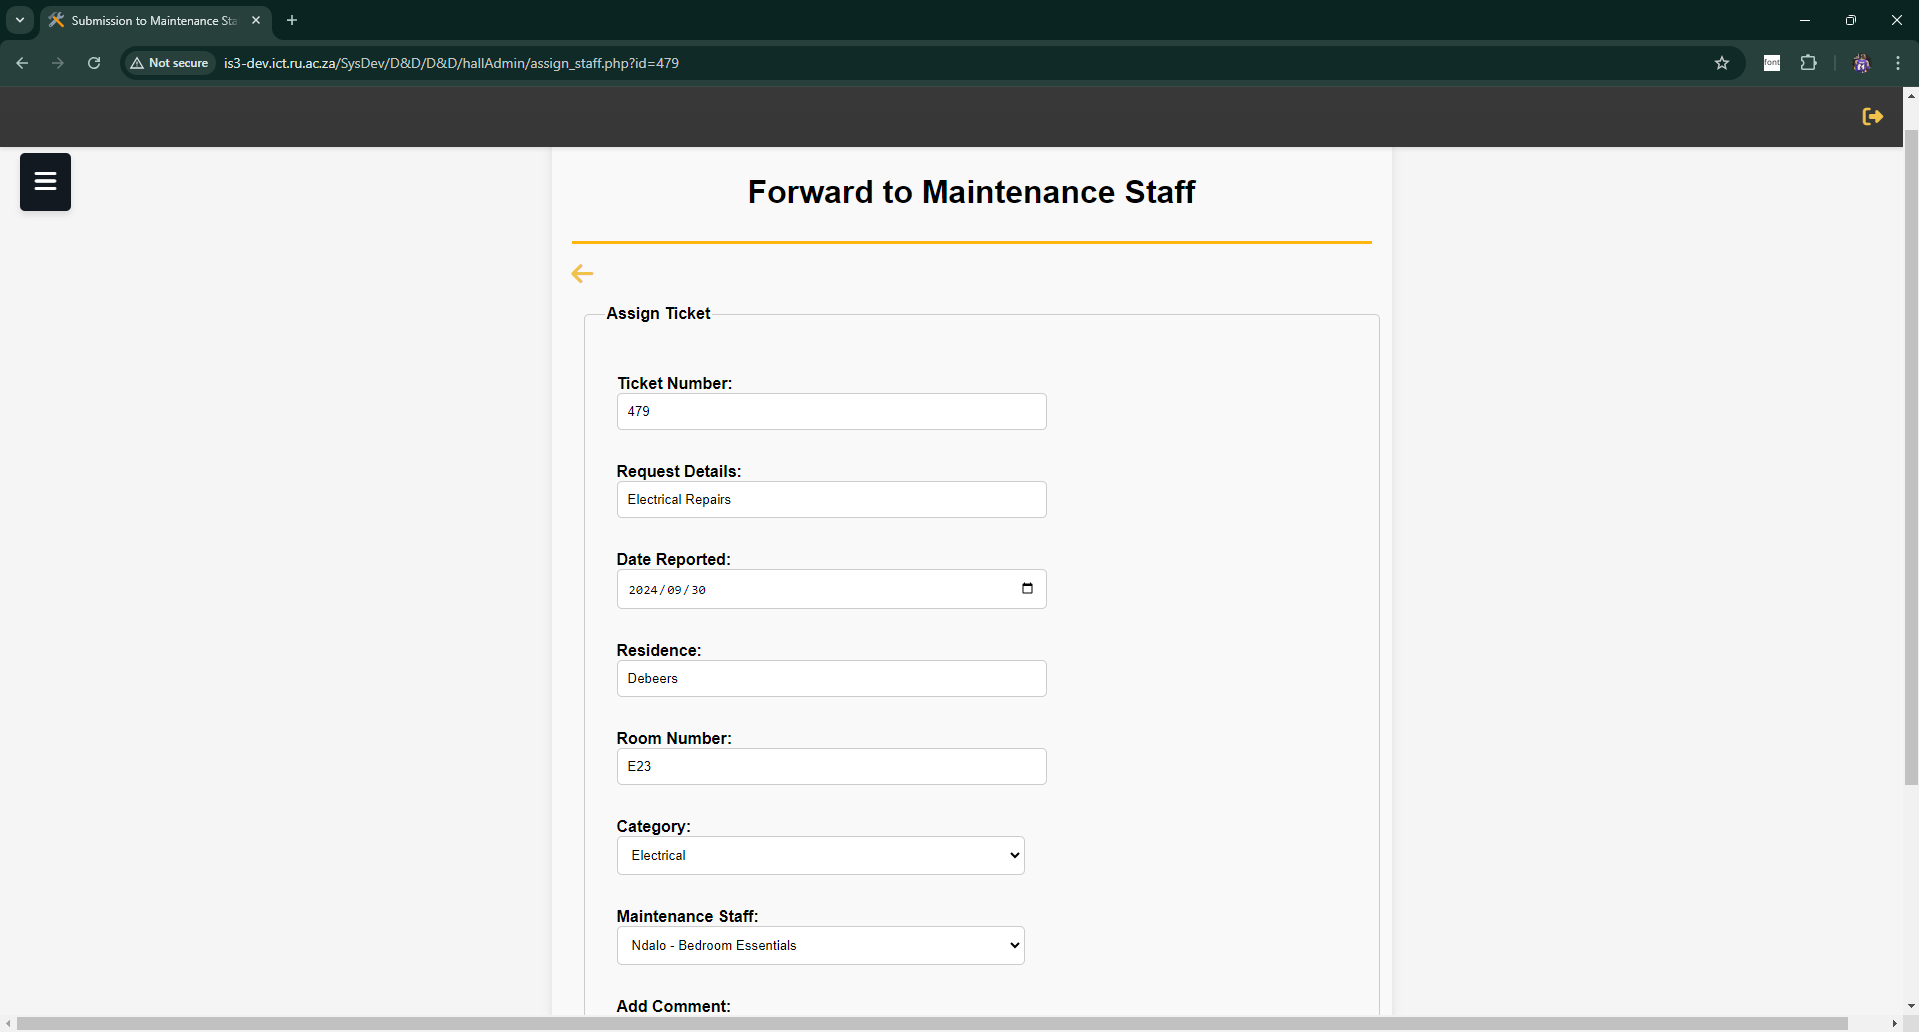 Submission to Maintenance Sta
Not secure
is3-dev.ict.ru.ac.za/SysDev/D&D/D&D/hallAdmin/assign_staff.php?id=479
font
Forward to Maintenance Staff
Assign Ticket
Ticket Number:
479
Request Details:
Electrical Repairs
Date Reported:
2024/09/30
Residence:
Debeers
Room Number:
E23
Category:
Electrical
Maintenance Staff:
Ndalo - Bedroom Essentials
Add Comment: